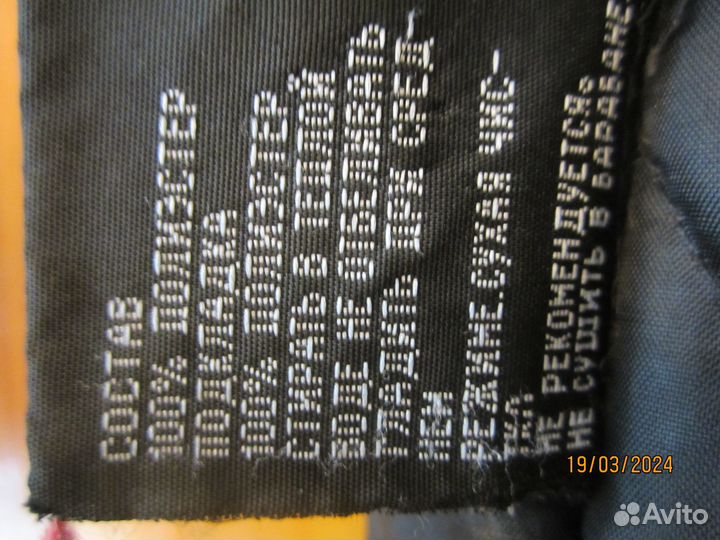 СОСТАВ
100% ПОЛИЭСТЕР
ПОДКЛАДКА
100% ПОЛИЭСТЕР
СТИРАТЬ В ТЕПЛОЙ
ВОДЕ НЕ ОТБЕЛИВАТЬ
ГЛАДИТЬ ПРИ СРЕД-
НЕМ
РЕЖИМЕ.СУХАЯ ЧИС-
ТКА
НЕ РЕКОМЕНДУЕТСЯ.
НЕ СУШИТЬ В БАРАБАНЕ.
19/03/2024
Avito